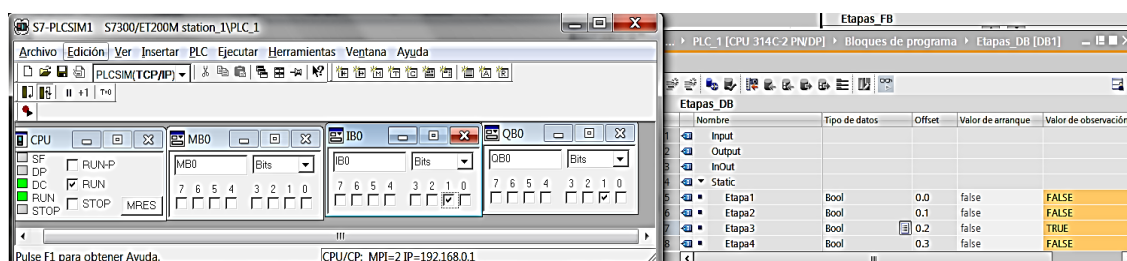 S7-PLCSIM1 S7300/ET200M station_1\PLC_1
Archivo Edición Ver Insertar PLC Ejecutar Herramientas Ventana Ayuda
PLCSIM(TCP/IP)
+1 T=0
CPU
SF
DP
DC
RUN
STOP
RUN-P
RUN
STOP
MRES
MB0
MB0 Bits
7 6 5 4 3 2 1 0
IB0
IB0 Bits
7 6 5 4 3 2 1 0
QB0
QB0 Bits
7 6 5 4 3 2 1 0
Pulse F1 para obtener Ayuda. CPU/CP: MPI=2 IP=192.168.0.1
Etapas_FB
... PLC_1 [CPU 314C-2 PN/DP] Bloques de programa Etapas_DB [DB1]
Etapas_DB
Nombre Tipo de datos Offset Valor de arranque Valor de observación
1 Input
2 Output
3 InOut
4 Static
5 Etapa1 Bool 0.0 false FALSE
6 Etapa2 Bool 0.1 false FALSE
7 Etapa3 Bool 0.2 false TRUE
8 Etapa4 Bool 0.3 false FALSE